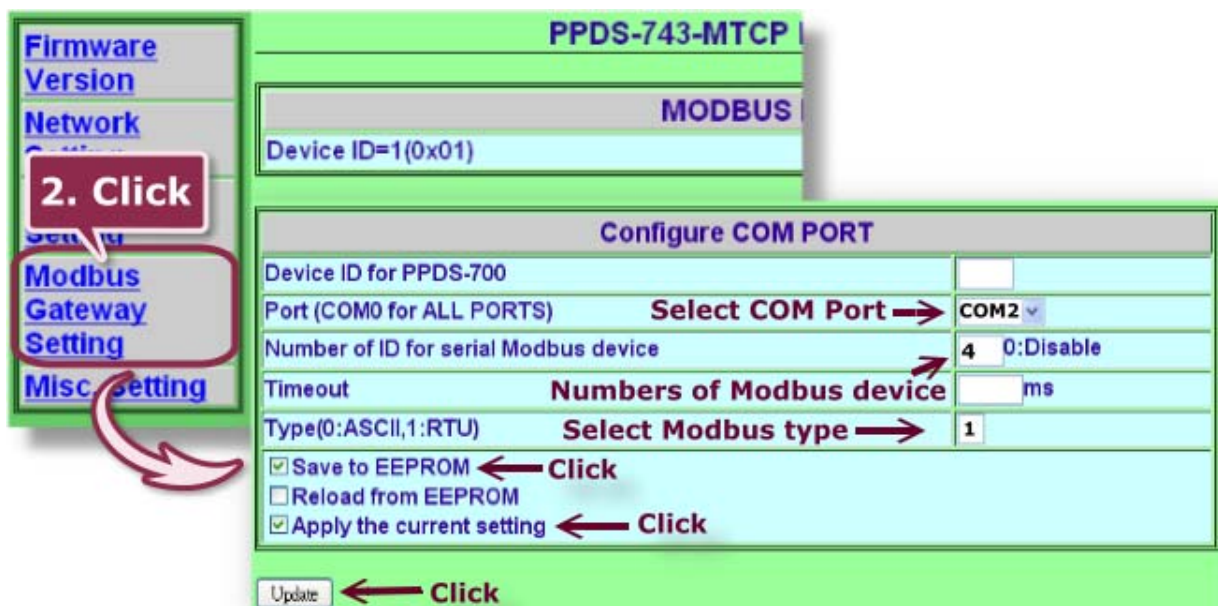 Firmware
Version
Network
2. Click
Setting
Modbus
Gateway
Setting
Misc. Setting
PPDS-743-MTCP
MODBUS
Device ID=1(0x01)
Configure COM PORT
Device ID for PPDS-700
Port (COM0 for ALL PORTS) Select COM Port COM2
Number of ID for serial Modbus device 4 0:Disable
Timeout Numbers of Modbus device ms
Type(0:ASCII,1:RTU) Select Modbus type 1
Save to EEPROM Click
Reload from EEPROM
Apply the current setting Click
Update Click